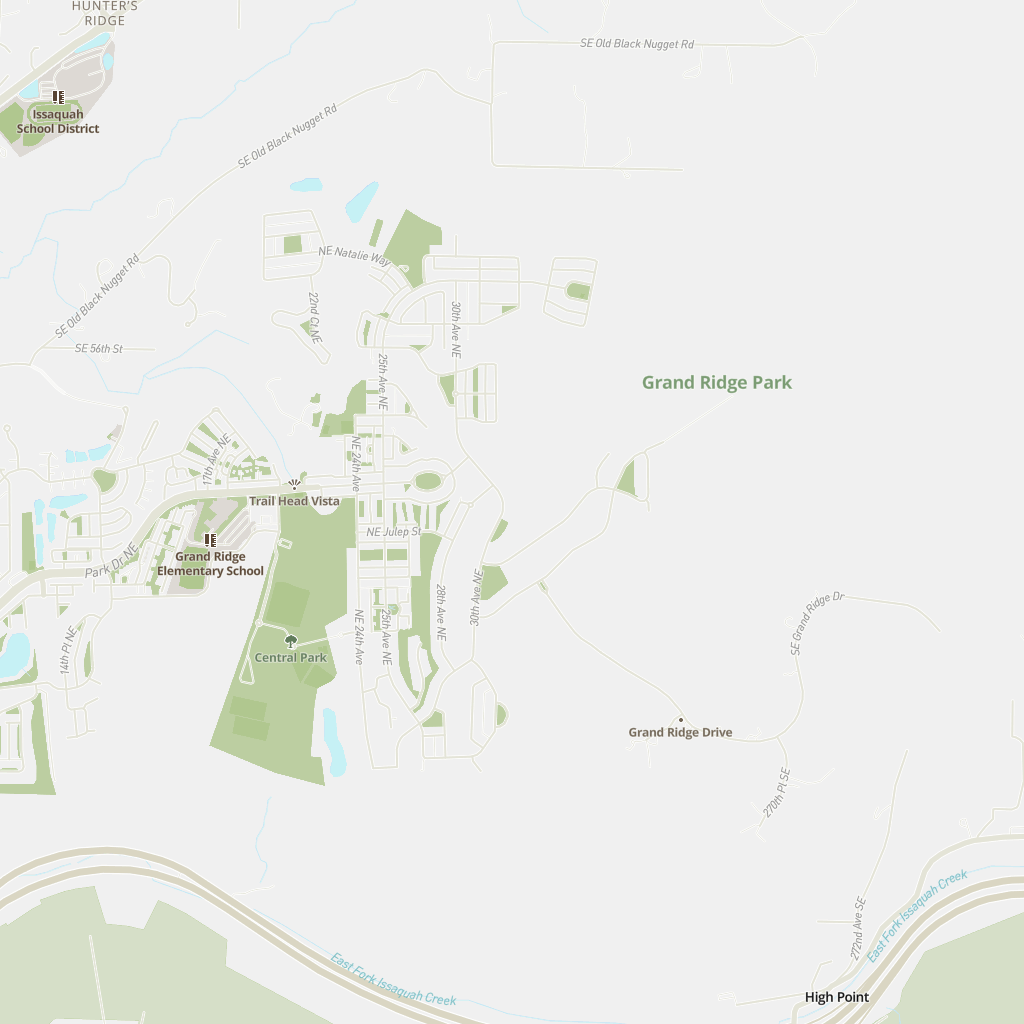 HUNTER'S
RIDGE
SE Old Black Nugget Rd
Issaquah
School District
SE Old Black Nugget Rd
NE Natalie Way
SE Old Black Nugget Rd
22nd Ct NE
30th Ave NE
SE 56th St
25th Ave NE
Grand Ridge Park
17th Ave NE
NE 24th Ave
Trail Head Vista
NE Julep St
Park Dr NE
Grand Ridge
Elementary School
28th Ave NE
30th Ave NE
NE 24th Ave
25th Ave NE
SE Grand Ridge Dr
14th Pl NE
Central Park
Grand Ridge Drive
270th Pl SE
272nd Ave SE
East Fork Issaquah Creek
East Fork Issaquah Creek
High Point